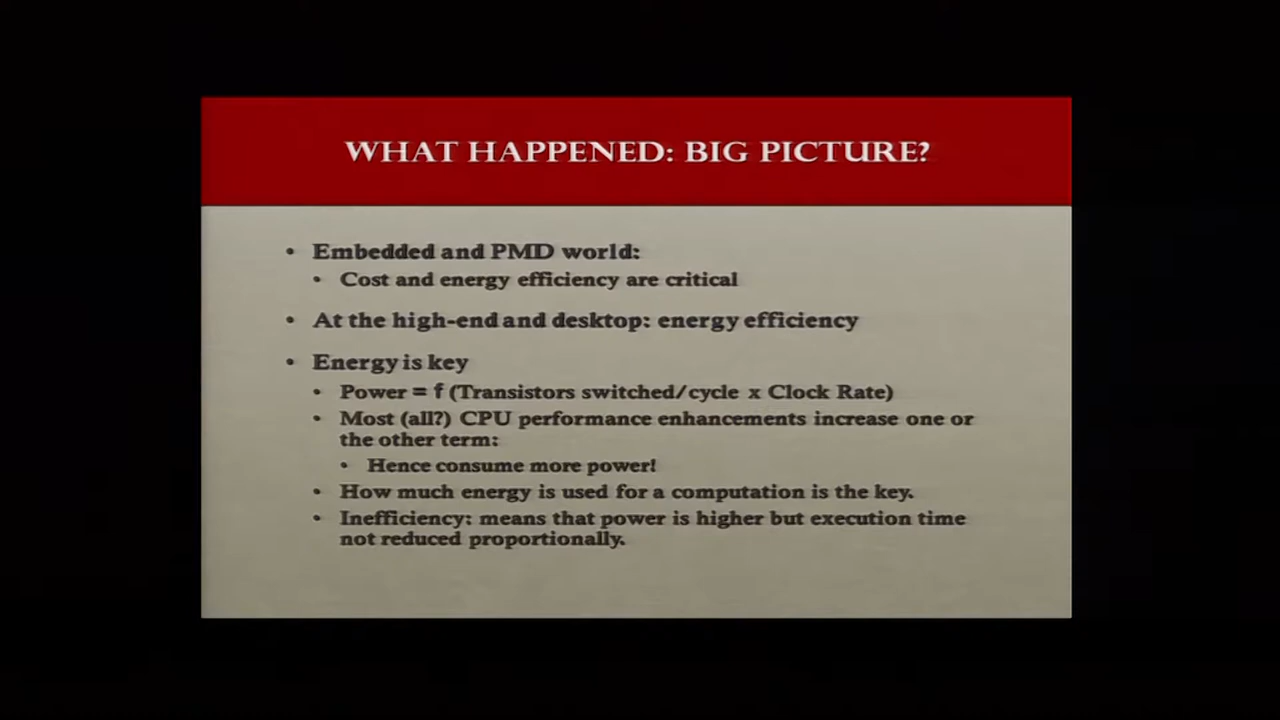 WHAT HAPPENED: BIG PICTURE?
• Embedded and PMD world:
• Cost and energy efficiency are critical
• At the high-end and desktop: energy efficiency
• Energy is key
• Power = f (Transistors switched/cycle x Clock Rate)
• Most (all?) CPU performance enhancements increase one or
the other term:
• Hence consume more power!
• How much energy is used for a computation is the key.
• Inefficiency: means that power is higher but execution time
not reduced proportionally.